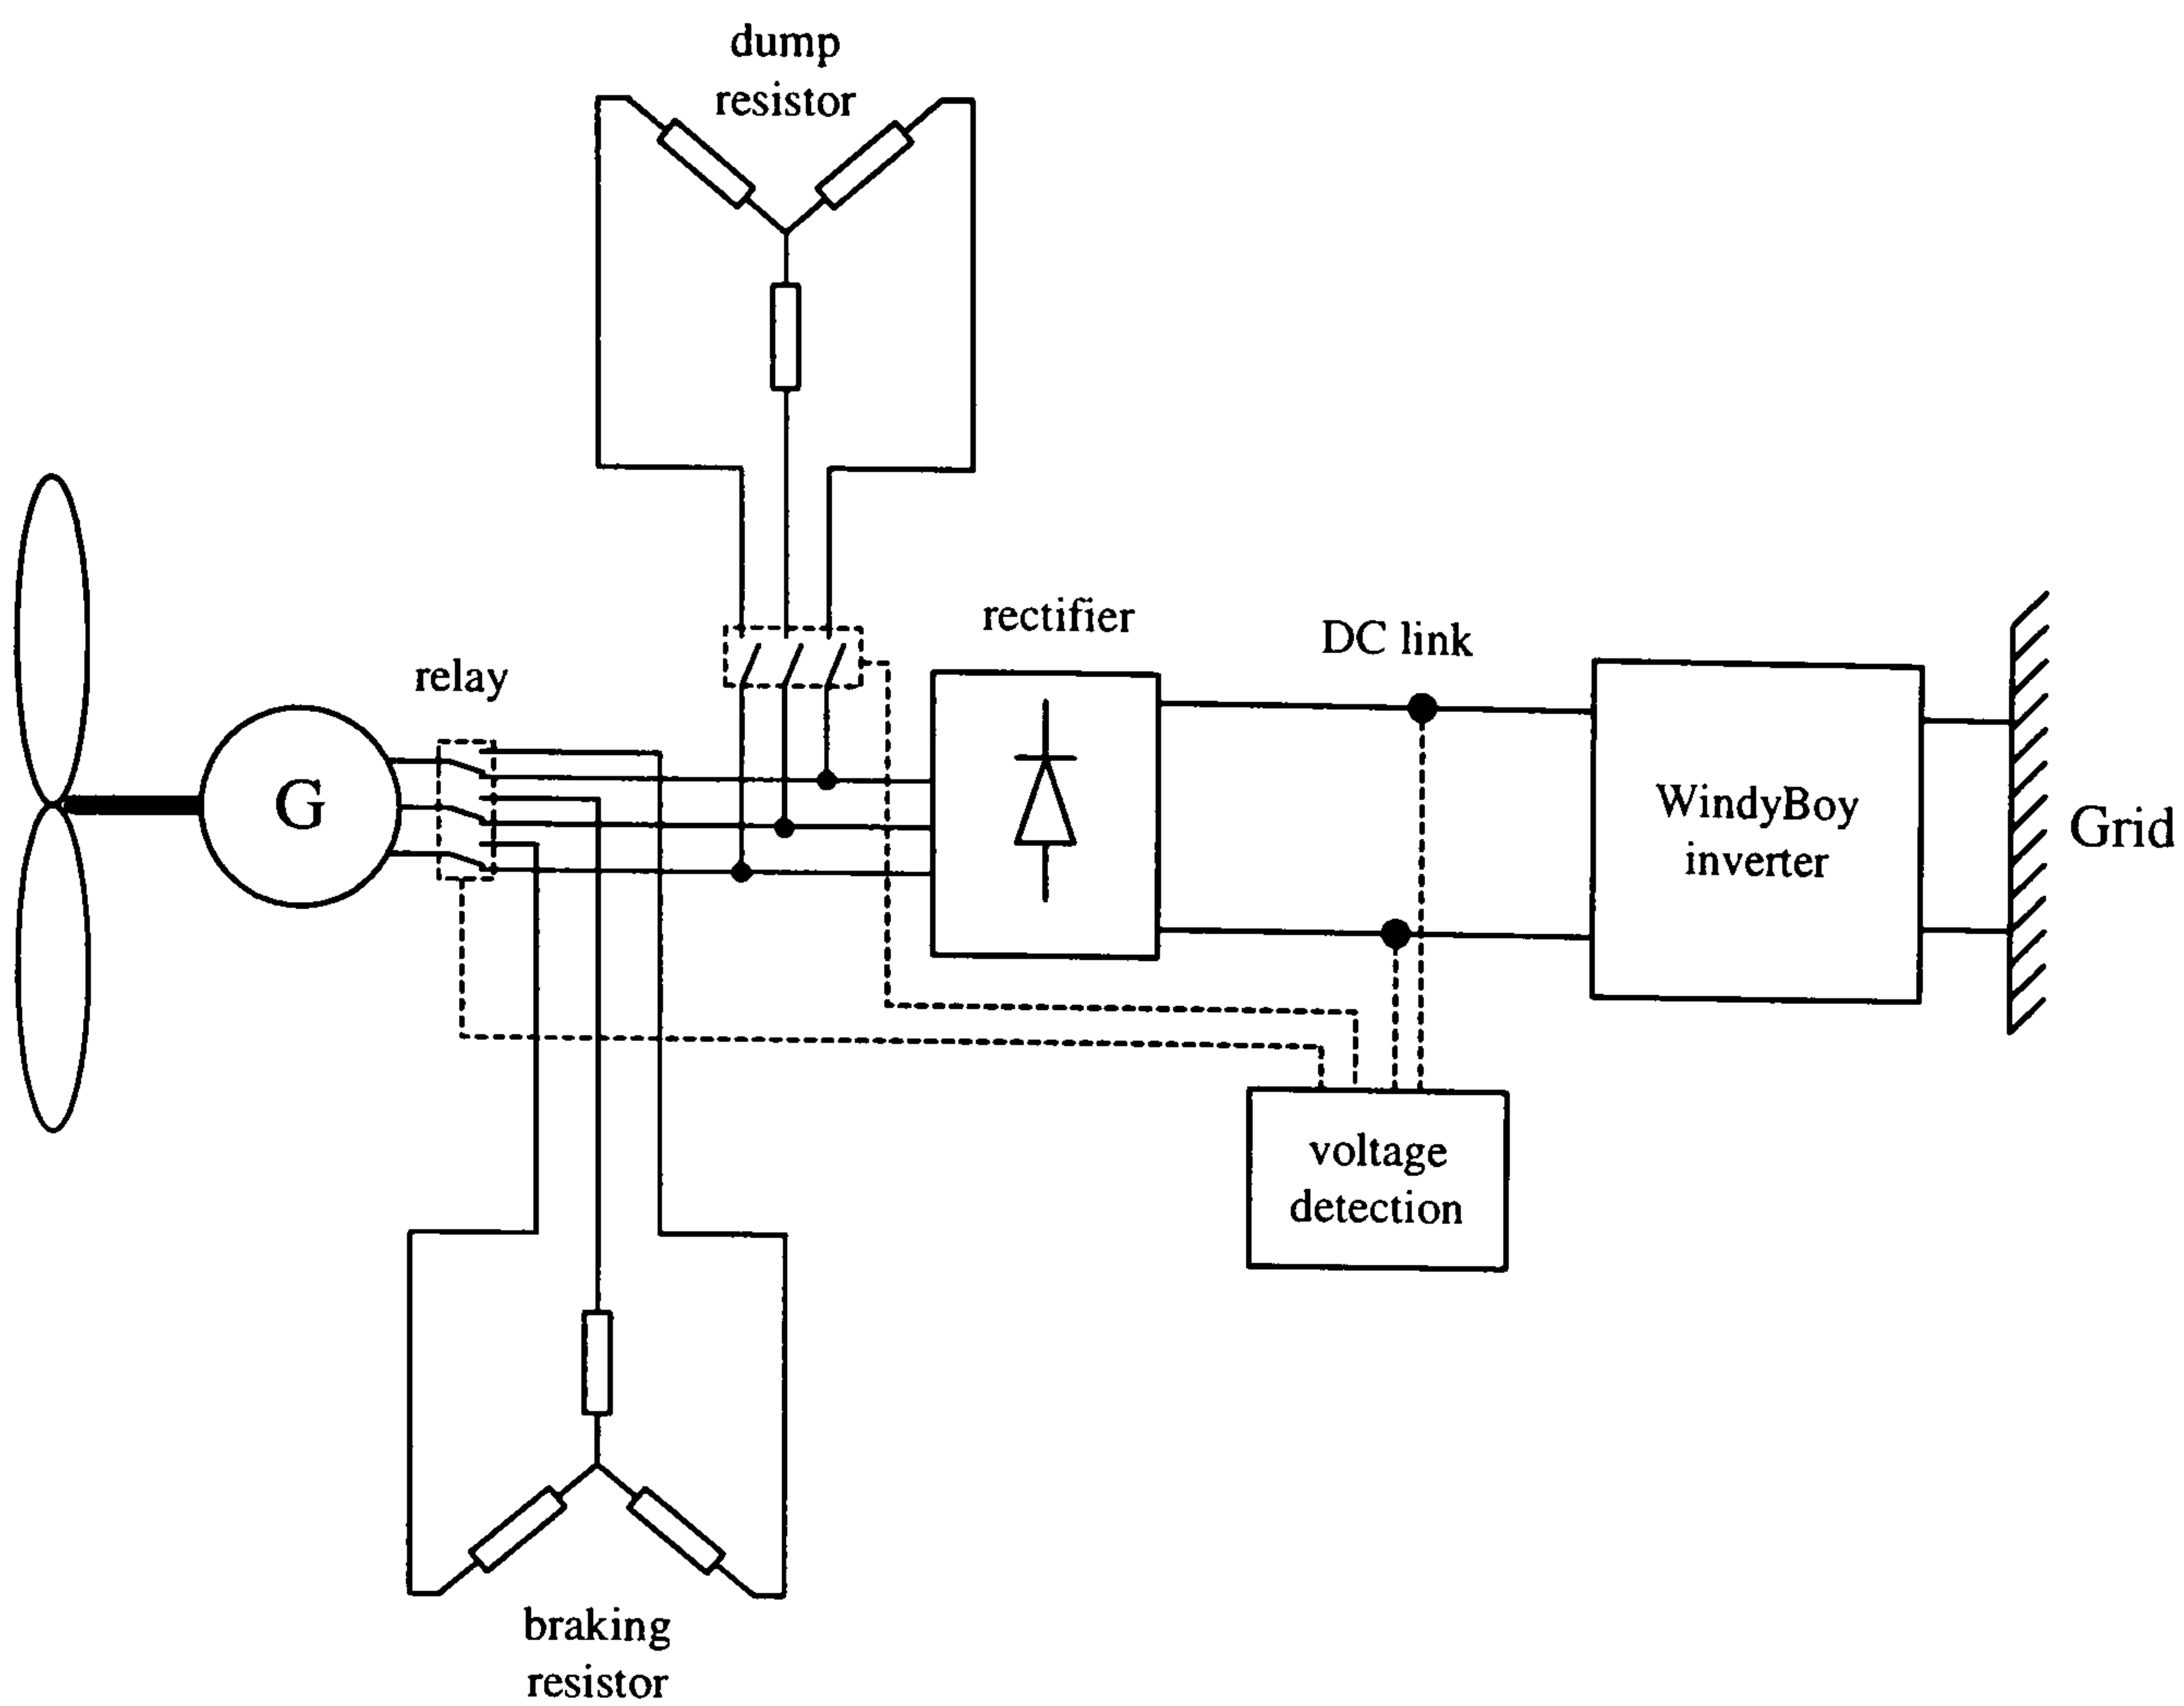 dump
resistor
rectifier
DC link
relay
G
WindyBoy
inverter
Grid
voltage
detection
braking
resistor